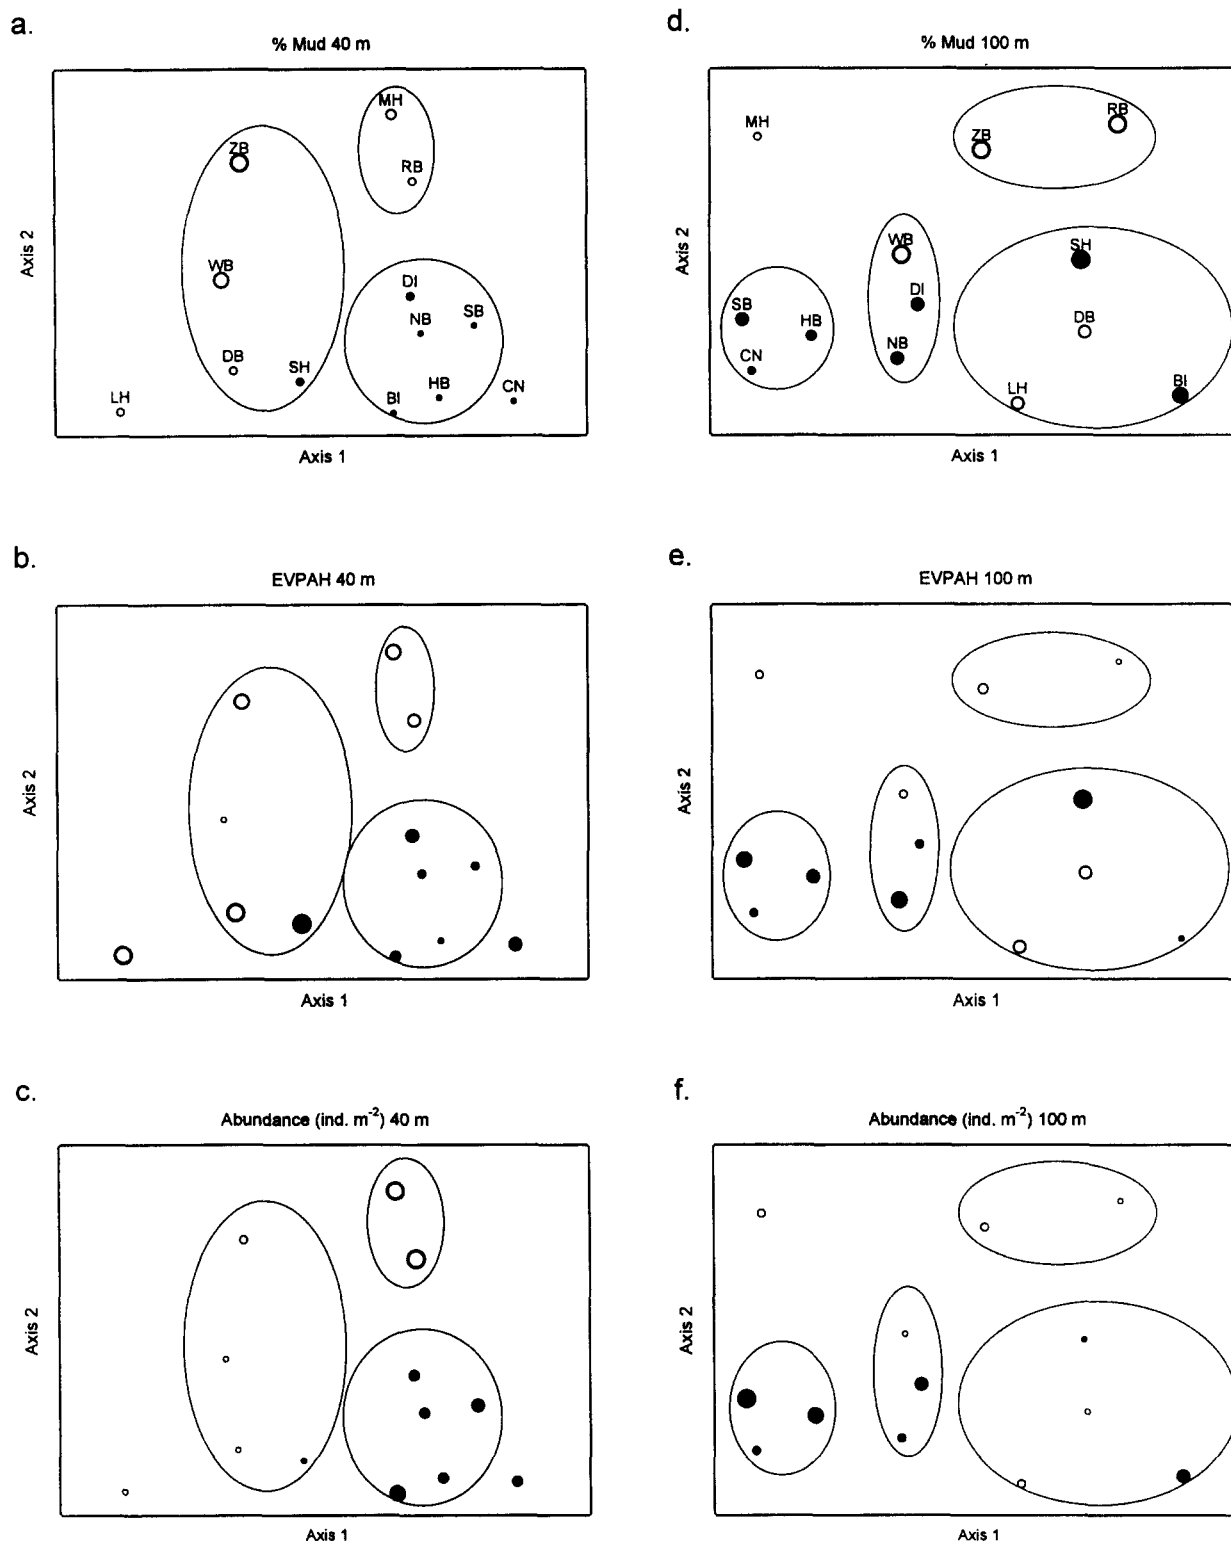 a.
% Mud 40 m
MH
ZB
RB
WB
DI
NB
SB
DB
SH
HB
CN
LH
BI
Axis 2
Axis 1
d.
% Mud 100 m
MH
RB
ZB
WB
SH
DI
SB
HB
DB
NB
CN
LH
BI
Axis 2
Axis 1
b.
EVPAH 40 m
Axis 2
Axis 1
e.
EVPAH 100 m
Axis 2
Axis 1
c.
Abundance (ind. m⁻²) 40 m
Axis 2
Axis 1
f.
Abundance (ind. m⁻²) 100 m
Axis 2
Axis 1